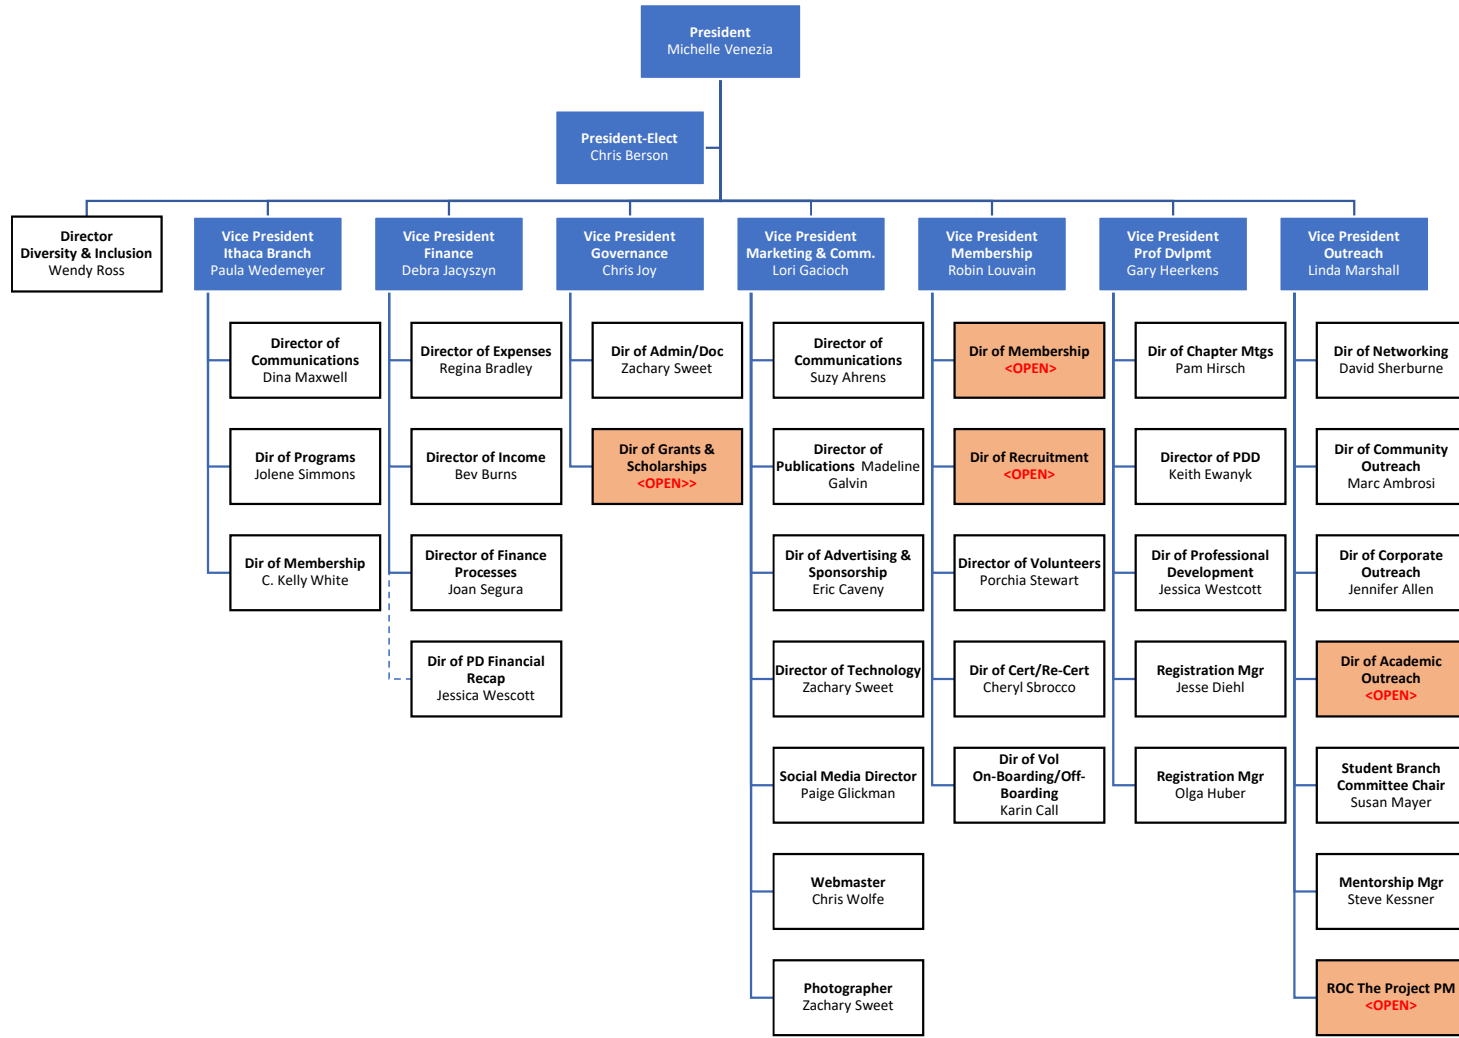 President
Michelle Venezia
President-Elect
Chris Berson
Director
Diversity & Inclusion
Wendy Ross
Vice President
Ithaca Branch
Paula Wedemeyer
Vice President
Finance
Debra Jacyszyn
Vice President
Governance
Chris Joy
Vice President
Marketing & Comm.
Lori Gacioch
Vice President
Membership
Robin Louvain
Vice President
Prof Dvlpmt
Gary Heerkens
Vice President
Outreach
Linda Marshall
Director of
Communications
Dina Maxwell
Director of Expenses
Regina Bradley
Dir of Admin/Doc
Zachary Sweet
Director of
Communications
Suzy Ahrens
Dir of Membership
<OPEN>
Dir of Chapter Mtgs
Pam Hirsch
Dir of Networking
David Sherburne
Dir of Programs
Jolene Simmons
Director of Income
Bev Burns
Dir of Grants &
Scholarships
<OPEN>>
Director of
Publications Madeline
Galvin
Dir of Recruitment
<OPEN>
Director of PDD
Keith Ewanyk
Dir of Community
Outreach
Marc Ambrosi
Dir of Membership
C. Kelly White
Director of Finance
Processes
Joan Segura
Dir of Advertising &
Sponsorship
Eric Caveny
Director of Volunteers
Porchia Stewart
Dir of Professional
Development
Jessica Westcott
Dir of Corporate
Outreach
Jennifer Allen
Dir of PD Financial
Recap
Jessica Wescott
Director of Technology
Zachary Sweet
Dir of Cert/Re-Cert
Cheryl Sbrocco
Registration Mgr
Jesse Diehl
Dir of Academic
Outreach
<OPEN>
Social Media Director
Paige Glickman
Dir of Vol
On-Boarding/Off-
Boarding
Karin Call
Registration Mgr
Olga Huber
Student Branch
Committee Chair
Susan Mayer
Webmaster
Chris Wolfe
Mentorship Mgr
Steve Kessner
Photographer
Zachary Sweet
ROC The Project PM
<OPEN>